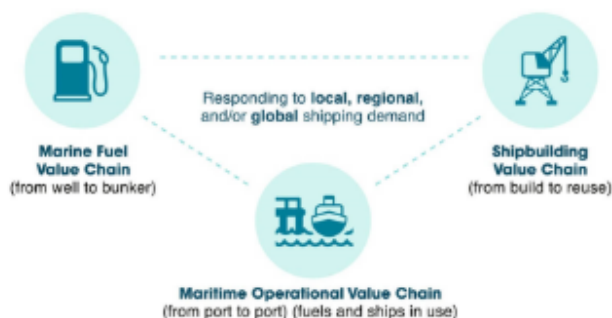 Responding to local, regional,
and/or global shipping demand
Marine Fuel
Value Chain
(from well to bunker)
Shipbuilding
Value Chain
(from build to reuse)
Maritime Operational Value Chain
(from port to port) (fuels and ships in use)